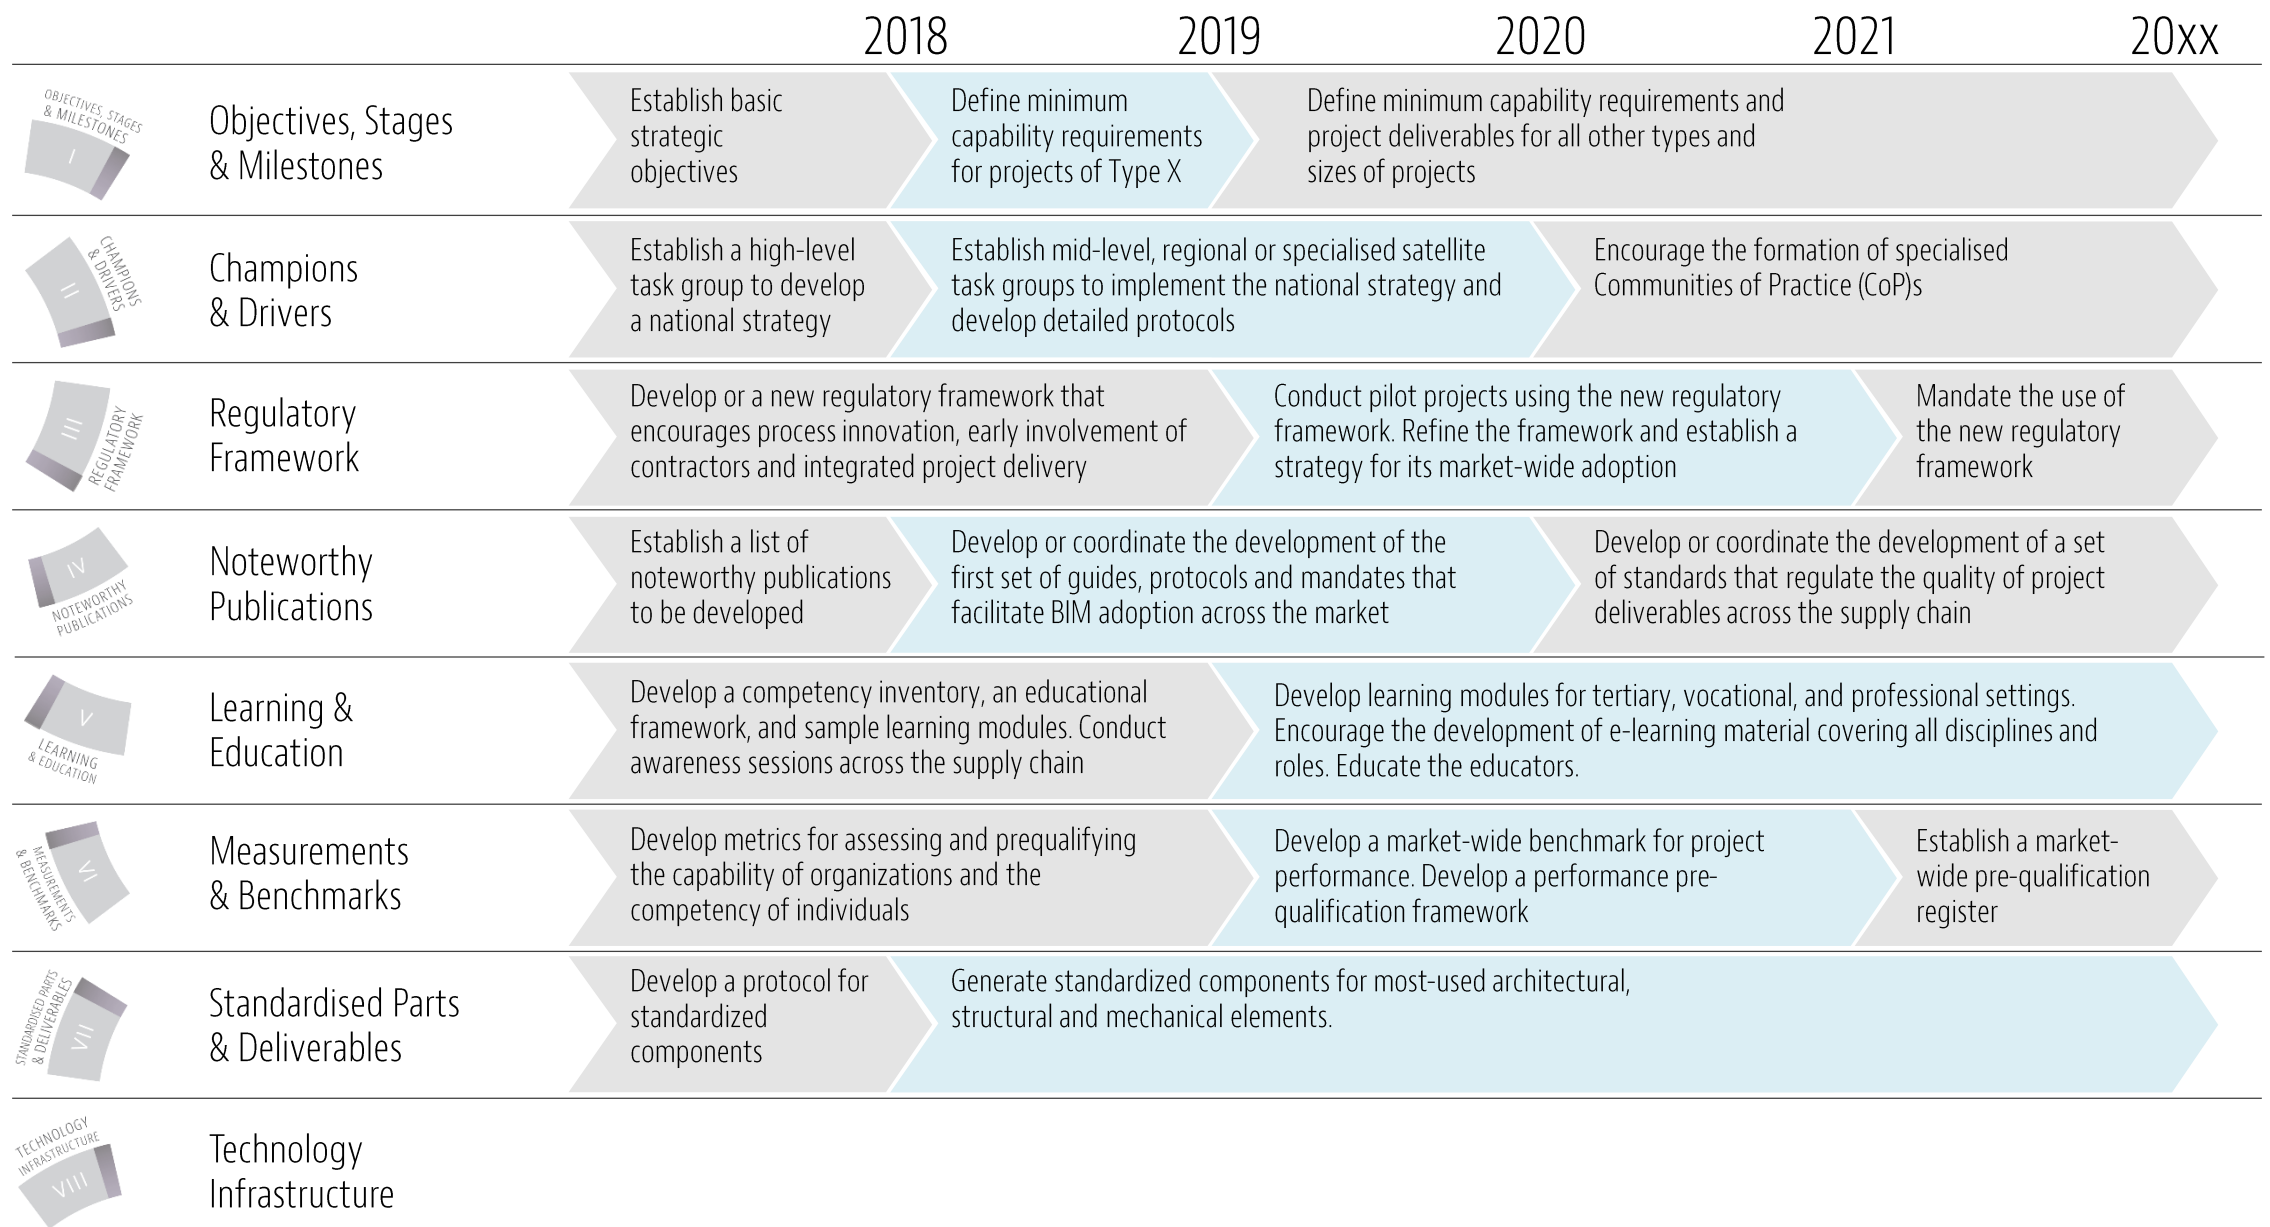 2018 2019 2020 2021 20xx
OBJECTIVES, STAGES
& MILESTONES
I
Objectives, Stages
& Milestones
Establish basic
strategic
objectives
Define minimum
capability requirements
for projects of Type X
Define minimum capability requirements and
project deliverables for all other types and
sizes of projects
CHAMPIONS
& DRIVERS
II
Champions
& Drivers
Establish a high-level
task group to develop
a national strategy
Establish mid-level, regional or specialised satellite
task groups to implement the national strategy and
develop detailed protocols
Encourage the formation of specialised
Communities of Practice (CoP)s
III
REGULATORY
FRAMEWORK
Regulatory
Framework
Develop or a new regulatory framework that
encourages process innovation, early involvement of
contractors and integrated project delivery
Conduct pilot projects using the new regulatory
framework. Refine the framework and establish a
strategy for its market-wide adoption
Mandate the use of
the new regulatory
framework
IV
NOTEWORTHY
PUBLICATIONS
Noteworthy
Publications
Establish a list of
noteworthy publications
to be developed
Develop or coordinate the development of the
first set of guides, protocols and mandates that
facilitate BIM adoption across the market
Develop or coordinate the development of a set
of standards that regulate the quality of project
deliverables across the supply chain
V
LEARNING
& EDUCATION
Learning &
Education
Develop a competency inventory, an educational
framework, and sample learning modules. Conduct
awareness sessions across the supply chain
Develop learning modules for tertiary, vocational, and professional settings.
Encourage the development of e-learning material covering all disciplines and
roles. Educate the educators.
VI
MEASUREMENTS
& BENCHMARKS
Measurements
& Benchmarks
Develop metrics for assessing and prequalifying
the capability of organizations and the
competency of individuals
Develop a market-wide benchmark for project
performance. Develop a performance pre-
qualification framework
Establish a market-
wide pre-qualification
register
STANDARDISED PARTS
& DELIVERABLES
VII
Standardised Parts
& Deliverables
Develop a protocol for
standardized
components
Generate standardized components for most-used architectural,
structural and mechanical elements.
TECHNOLOGY
INFRASTRUCTURE
VIII
Technology
Infrastructure